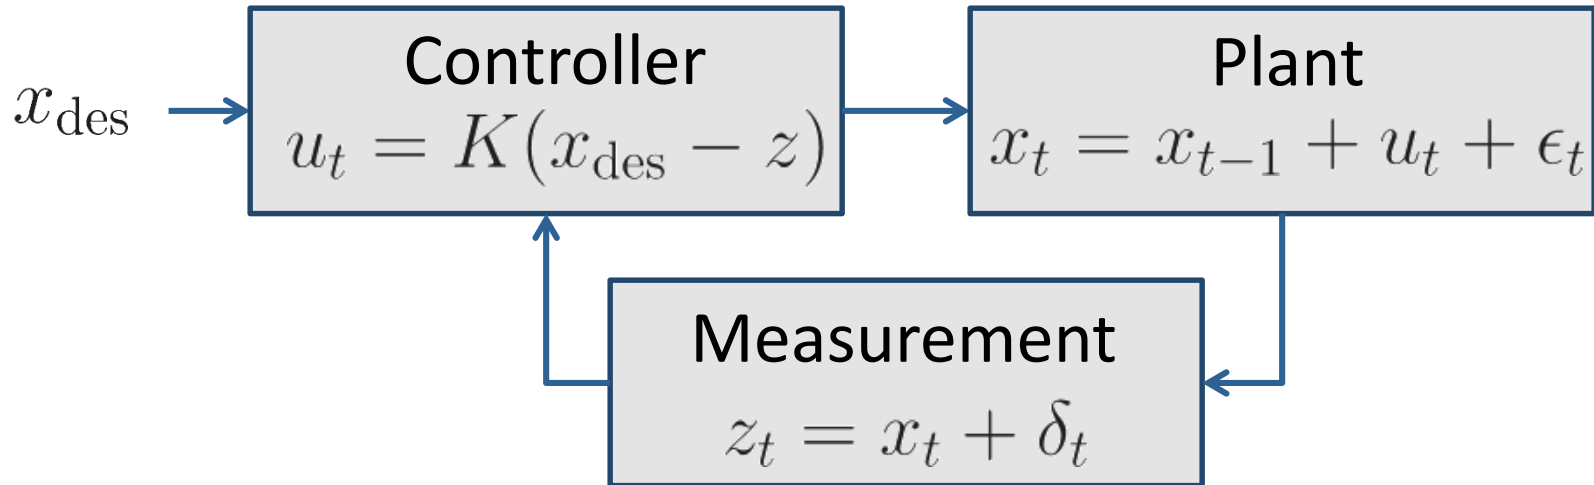 x_des
Controller
u_t = K(x_des − z)
Plant
x_t = x_{t−1} + u_t + ϵ_t
Measurement
z_t = x_t + δ_t